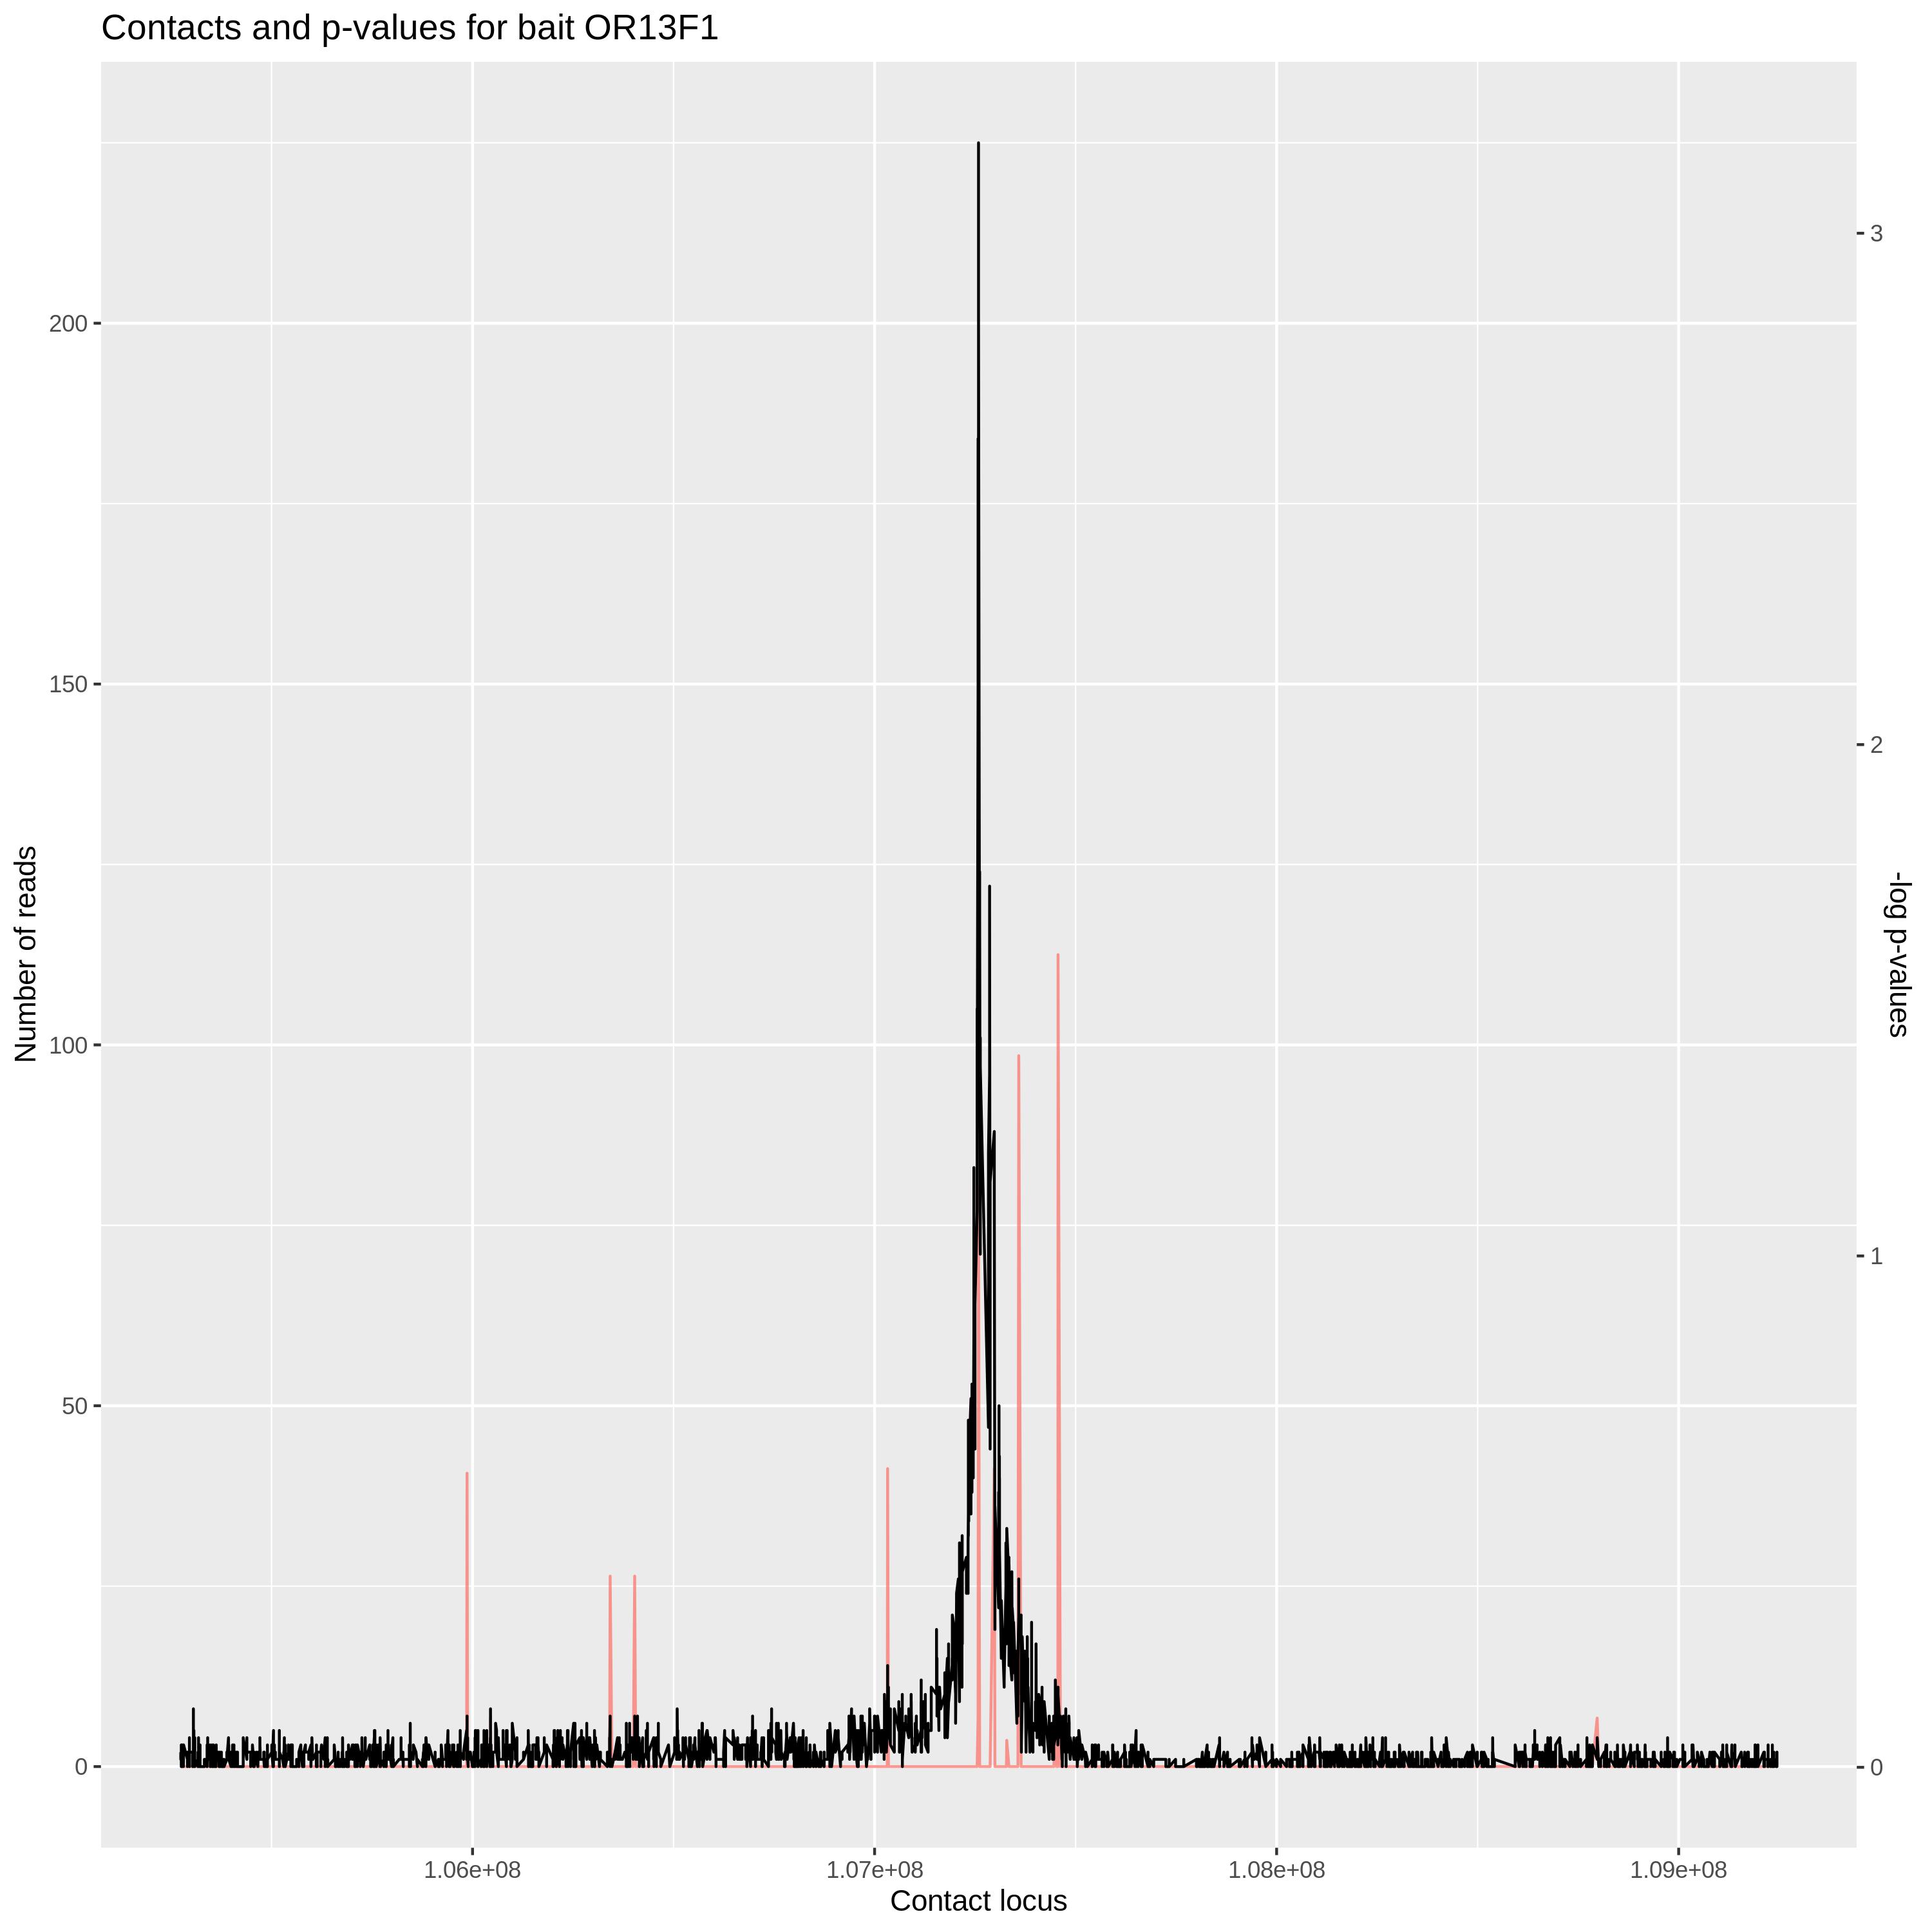 Contacts and p-values for bait OR13F1
Number of reads
200
150
100
50
0
3
2
1
0
-log p-values
1.06e+08
1.07e+08
1.08e+08
1.09e+08
Contact locus